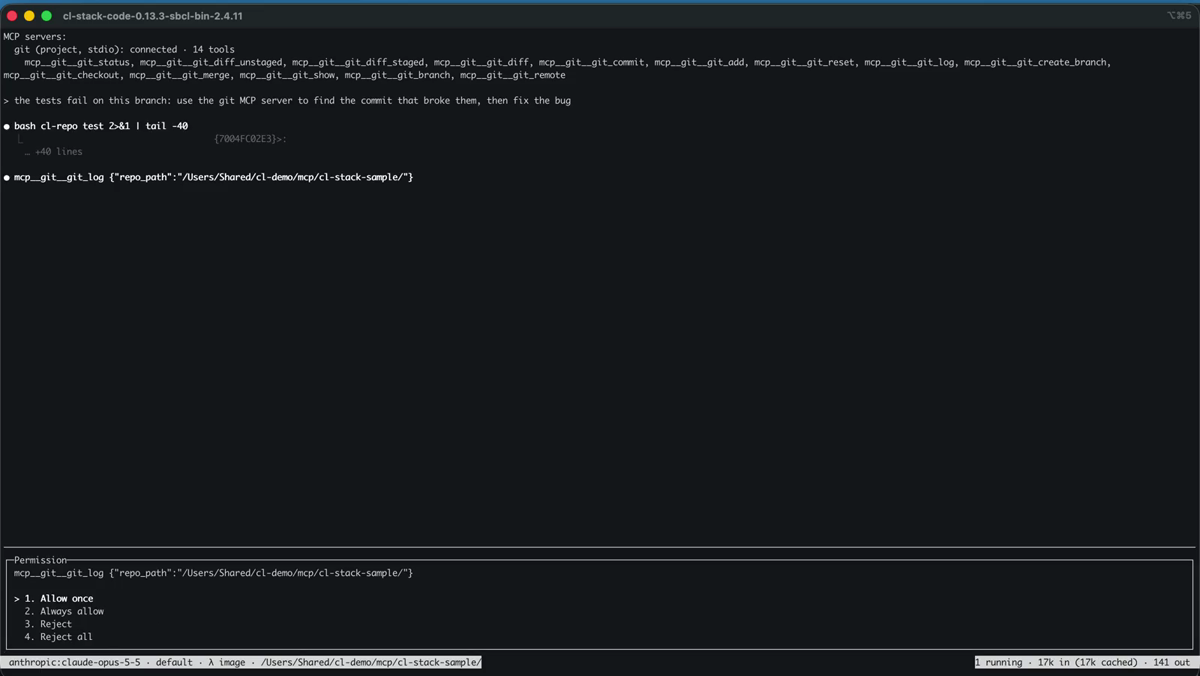 cl-stack-code-0.13.3-sbcl-bin-2.4.11
⌥⌘5
MCP servers:
git (project, stdio): connected · 14 tools
mcp__git__git_status, mcp__git__git_diff_unstaged, mcp__git__git_diff_staged, mcp__git__git_diff, mcp__git__git_commit, mcp__git__git_add, mcp__git__git_reset, mcp__git__git_log, mcp__git__git_create_branch,
mcp__git__git_checkout, mcp__git__git_merge, mcp__git__git_show, mcp__git__git_branch, mcp__git__git_remote
> the tests fail on this branch: use the git MCP server to find the commit that broke them, then fix the bug
● bash cl-repo test 2>&1 | tail -40
{7004FC02E3}>:
… +40 lines
● mcp__git__git_log {"repo_path":"/Users/Shared/cl-demo/mcp/cl-stack-sample/"}
Permission
mcp__git__git_log {"repo_path":"/Users/Shared/cl-demo/mcp/cl-stack-sample/"}
> 1. Allow once
2. Always allow
3. Reject
4. Reject all
anthropic:claude-opus-5-5 · default · λ image · /Users/Shared/cl-demo/mcp/cl-stack-sample/
1 running · 17k in (17k cached) · 141 out